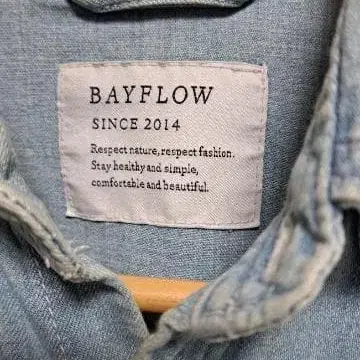 BAYFLOW
SINCE 2014
Respect nature, respect fashion.
Stay healthy and simple,
comfortable and beautiful.